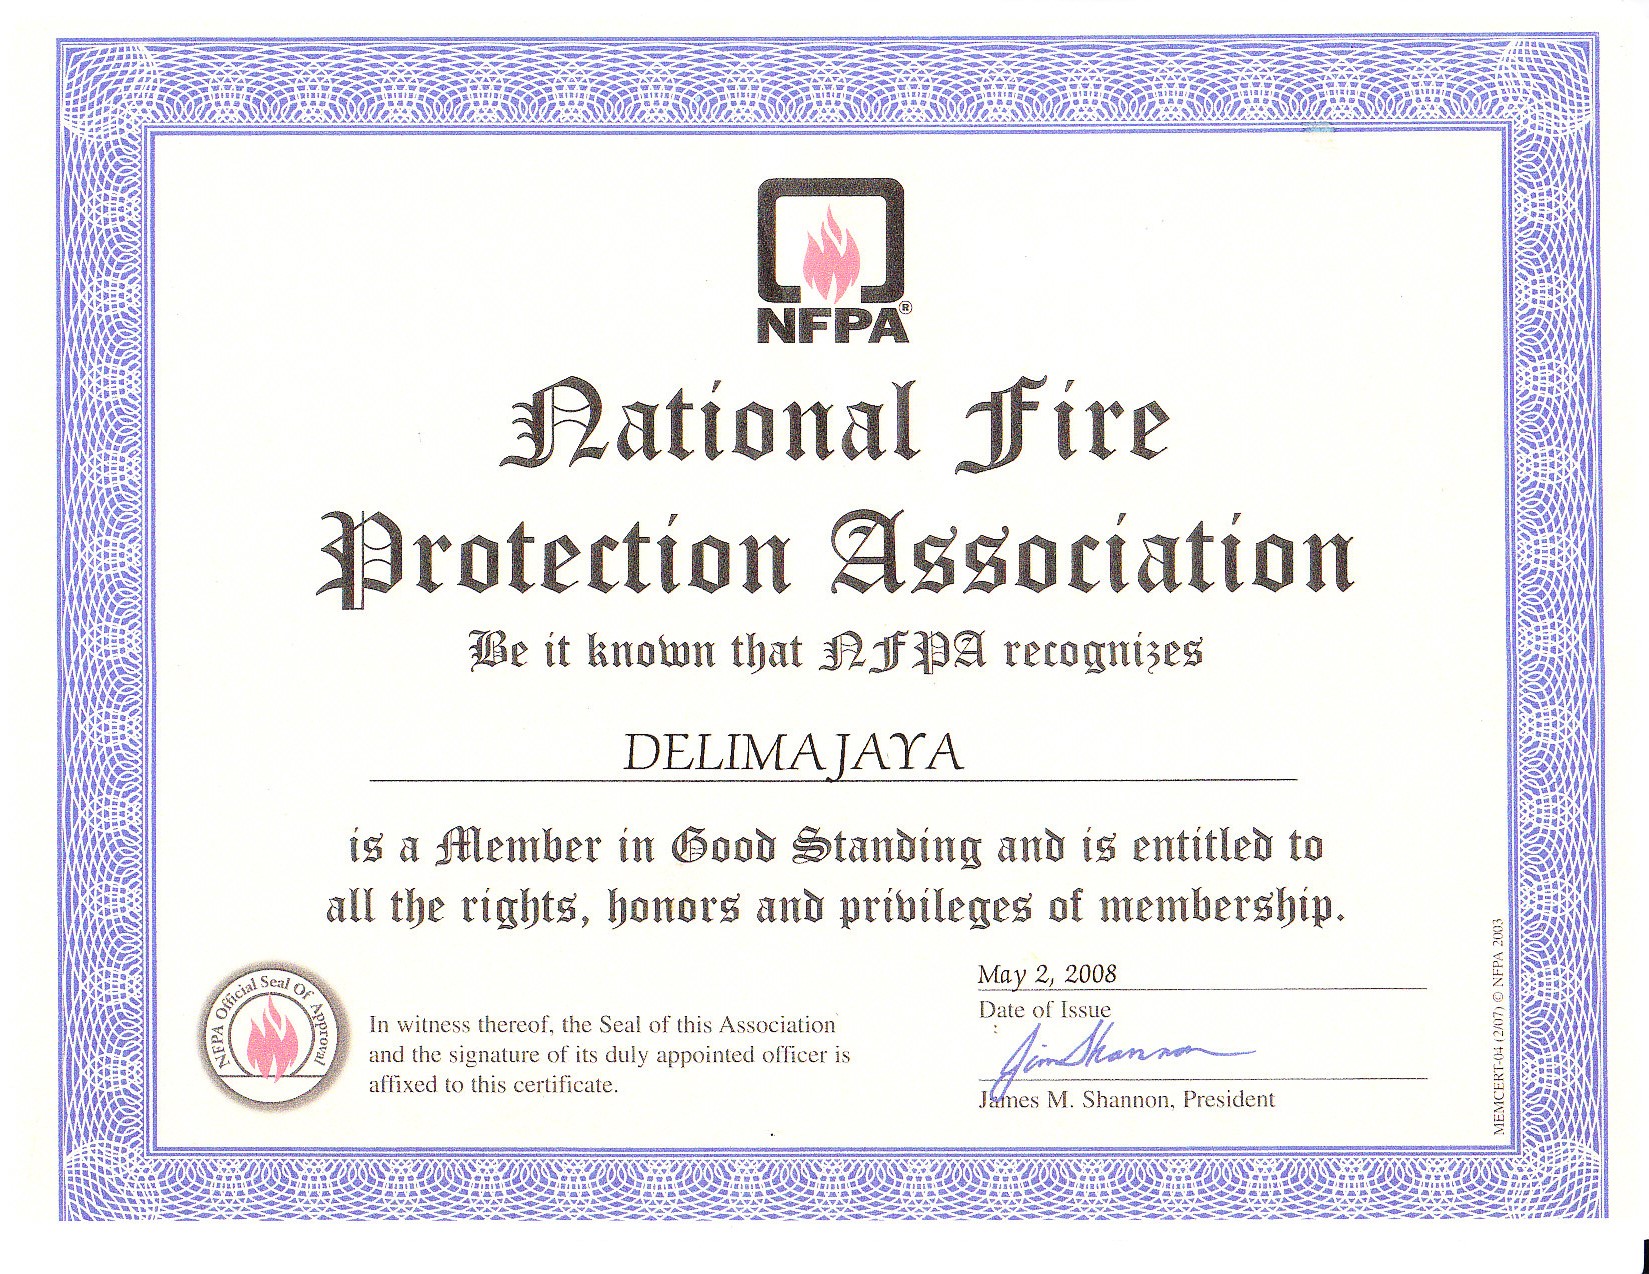 NFPA®
National Fire
Protection Association
Be it known that NFPA recognizes
DELIMAJAYA
is a Member in Good Standing and is entitled to
all the rights, honors and privileges of membership.
NFPA Official Seal Of Approval
In witness thereof, the Seal of this Association
and the signature of its duly appointed officer is
affixed to this certificate.
May 2, 2008
Date of Issue
Jim Shannon
James M. Shannon, President
MEMCERT-04 (2/07) © NFPA 2003